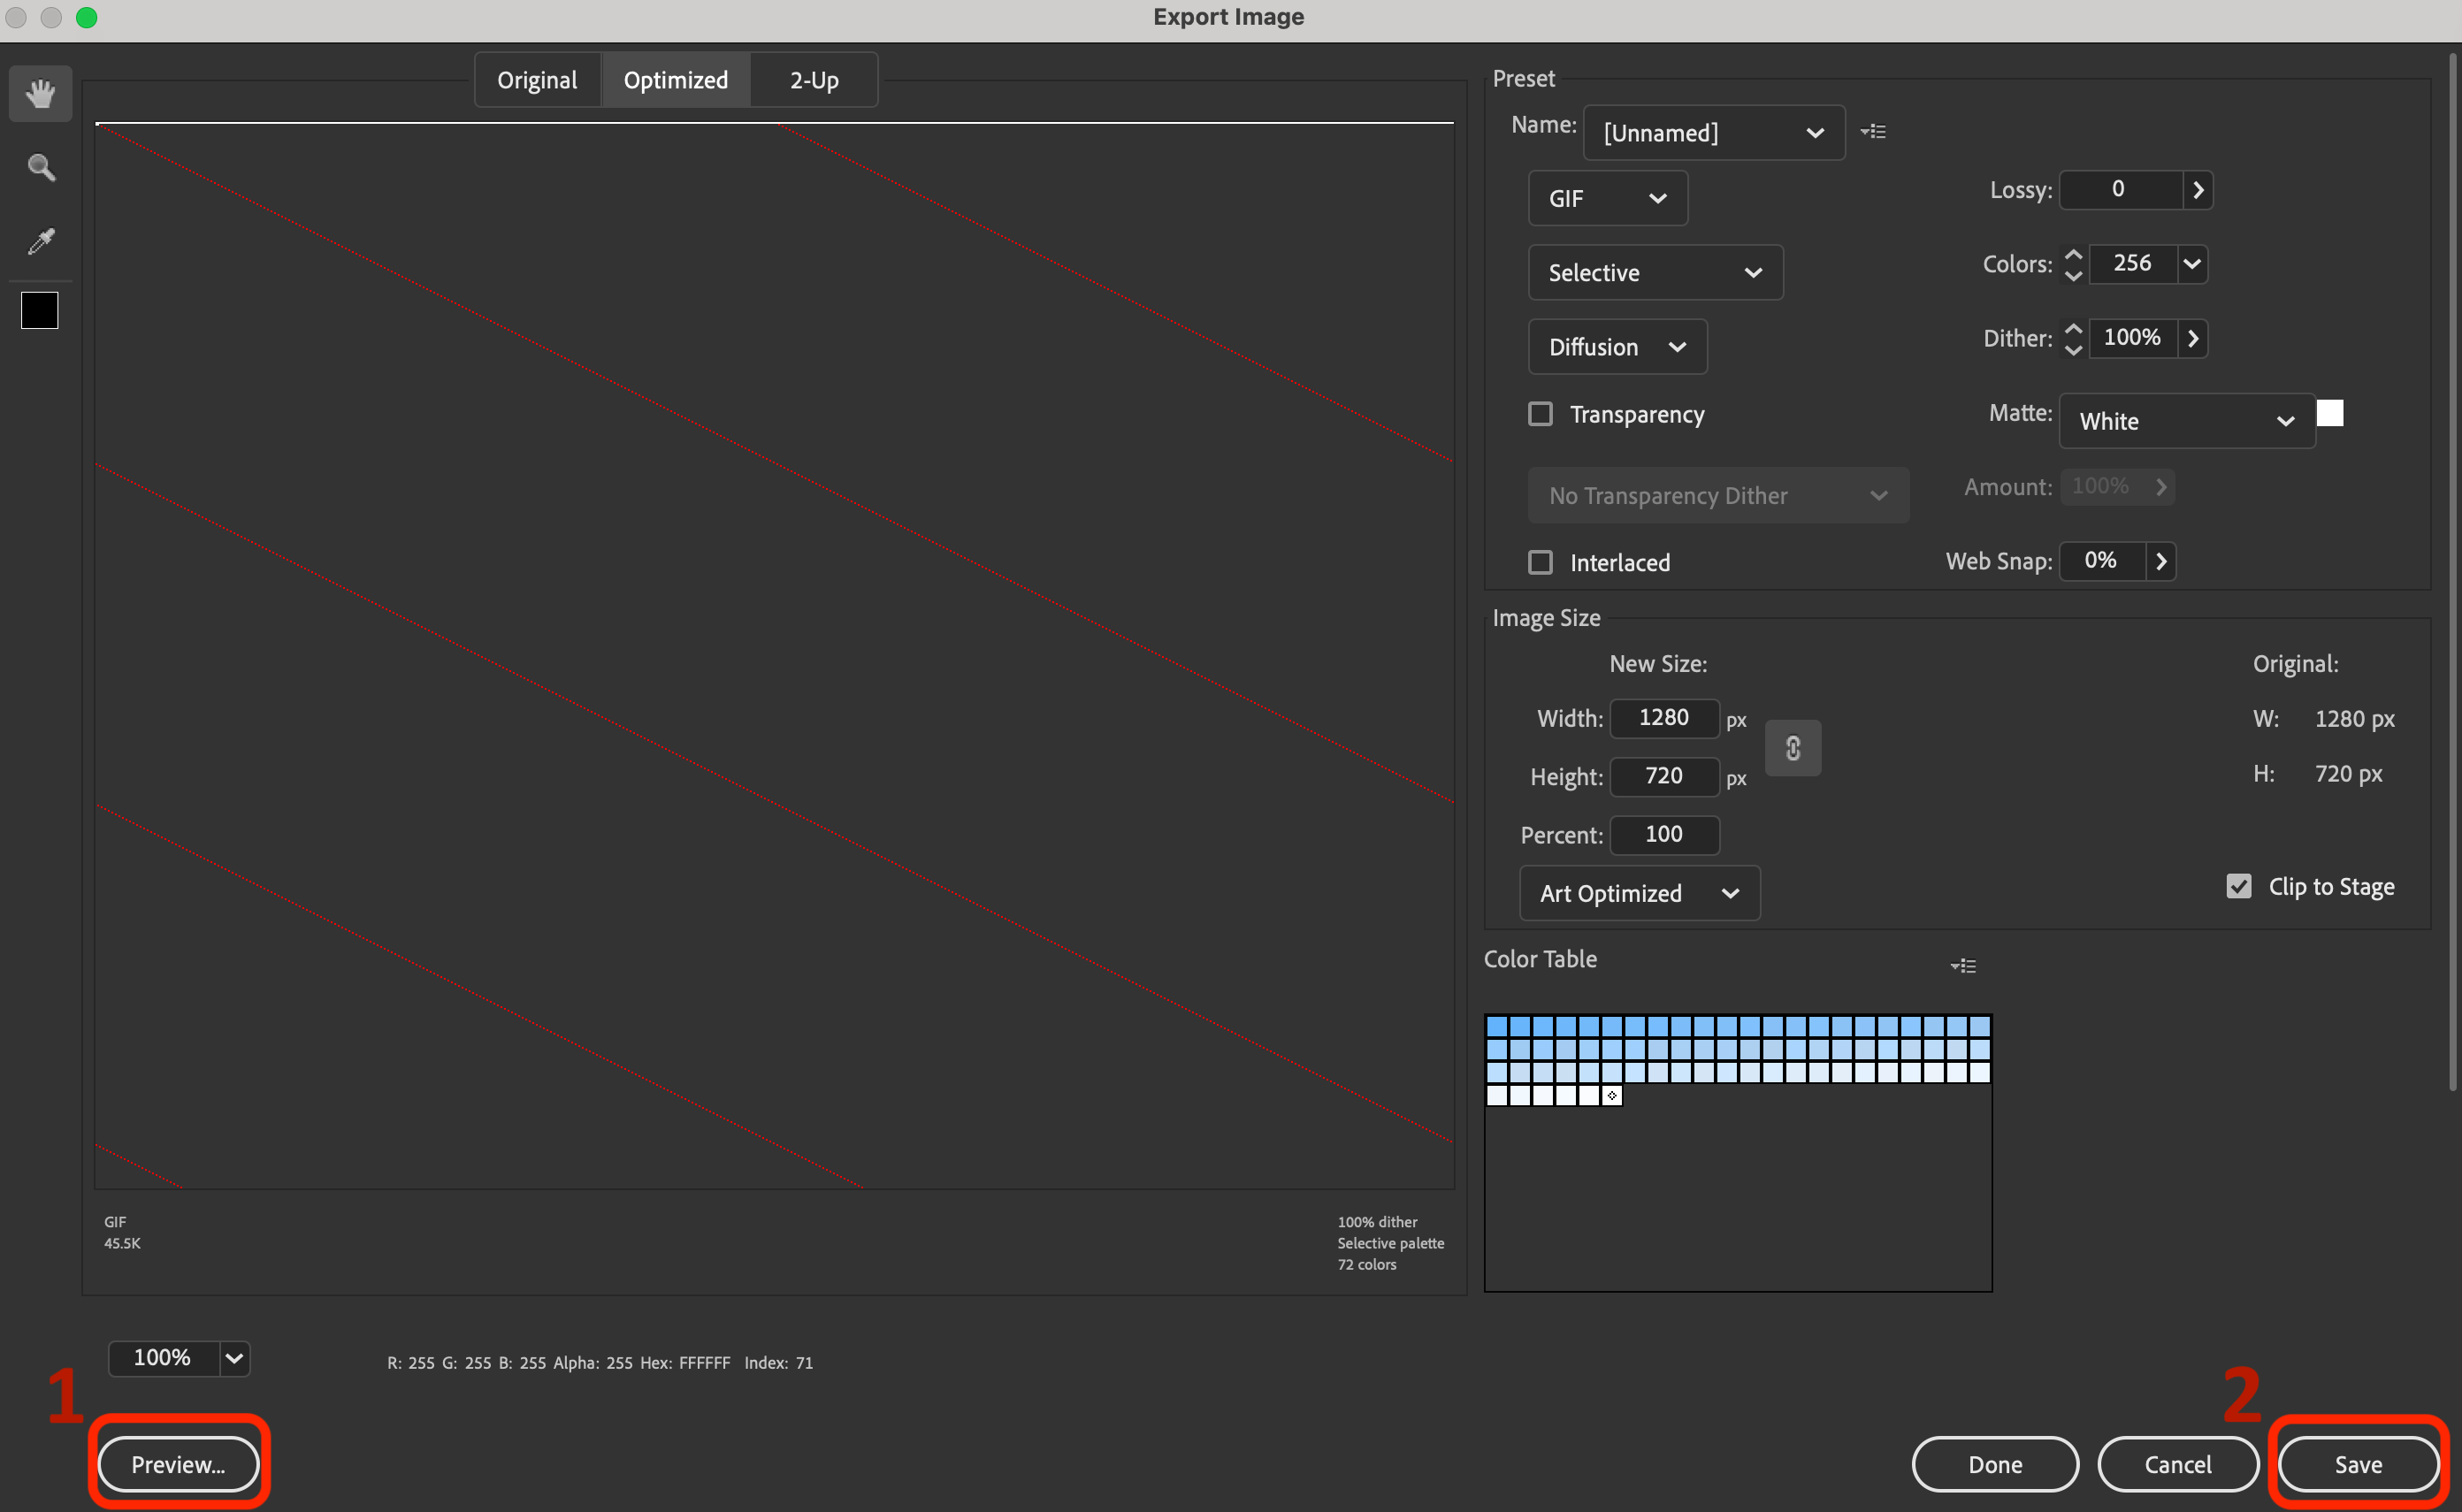 Export Image
Original Optimized 2-Up
Preset
Name: [Unnamed]
GIF
Lossy: 0
Selective
Colors: 256
Diffusion
Dither: 100%
Transparency
Matte: White
No Transparency Dither
Amount: 100%
Interlaced
Web Snap: 0%
Image Size
New Size:
Original:
Width: 1280 px
W: 1280 px
Height: 720 px
H: 720 px
Percent: 100
Art Optimized
Clip to Stage
Color Table
GIF
45.5K
100% dither
Selective palette
72 colors
100%
R: 255 G: 255 B: 255 Alpha: 255 Hex: FFFFFF Index: 71
1
2
Preview...
Done
Cancel
Save